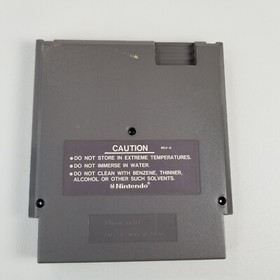 CAUTION
• DO NOT STORE IN EXTREME TEMPERATURES.
• DO NOT IMMERSE IN WATER.
• DO NOT CLEAN WITH BENZENE, THINNER,
ALCOHOL OR OTHER SUCH SOLVENTS.
Nintendo®